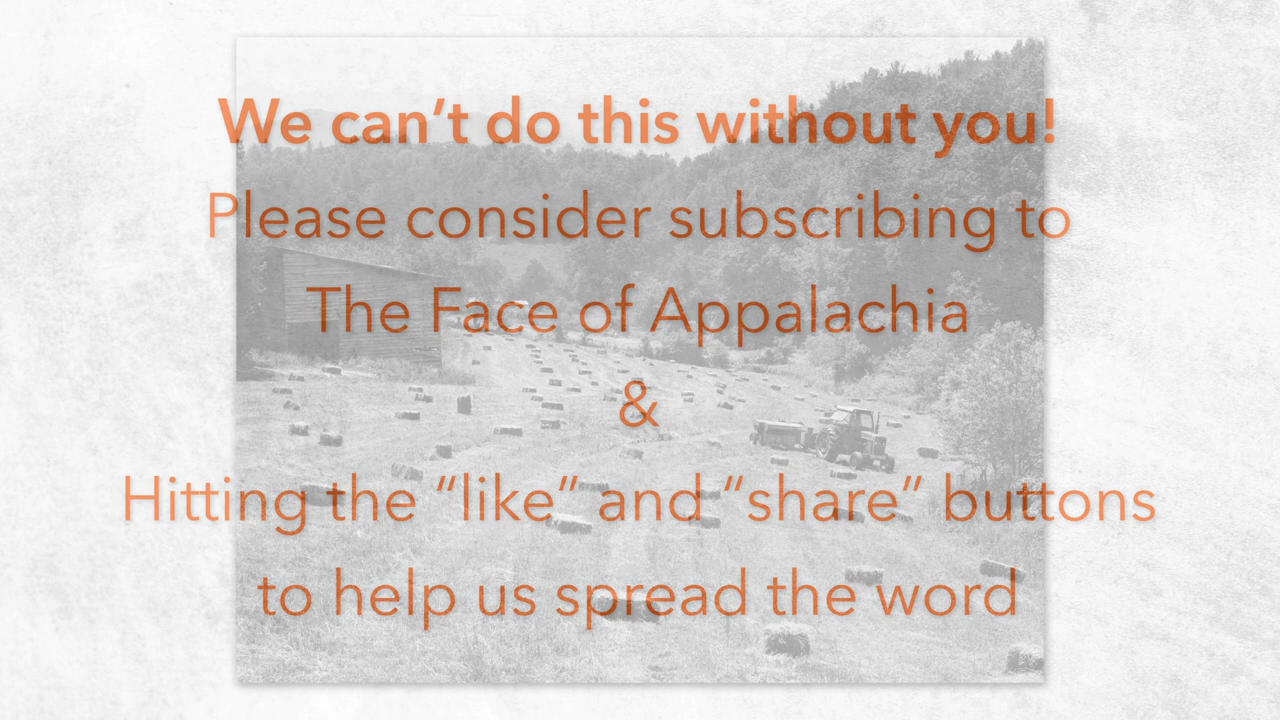 We can’t do this without you!
Please consider subscribing to
The Face of Appalachia
&
Hitting the “like” and “share” buttons
to help us spread the word